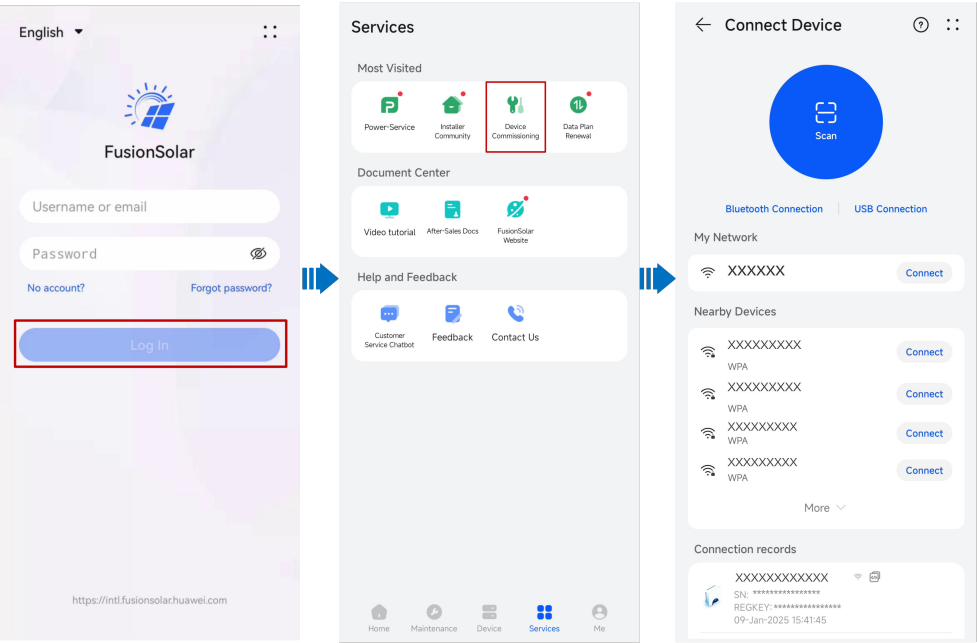 English
FusionSolar
Username or email
Password
No account?
Forgot password?
Log In
https://intl.fusionsolar.huawei.com
Services
Most Visited
Power-Service
Installer
Community
Device
Commissioning
Data Plan
Renewal
Document Center
Video tutorial
After-Sales Docs
FusionSolar
Website
Help and Feedback
Customer
Service Chatbot
Feedback
Contact Us
Home
Maintenance
Device
Services
Me
Connect Device
Scan
Bluetooth Connection
USB Connection
My Network
XXXXXX
Connect
Nearby Devices
XXXXXXXXX
WPA
Connect
XXXXXXXXX
WPA
Connect
XXXXXXXXX
WPA
Connect
XXXXXXXXX
WPA
Connect
More
Connection records
XXXXXXXXXXXX
SN: ****************
REGKEY: ****************
09-Jan-2025 15:41:45